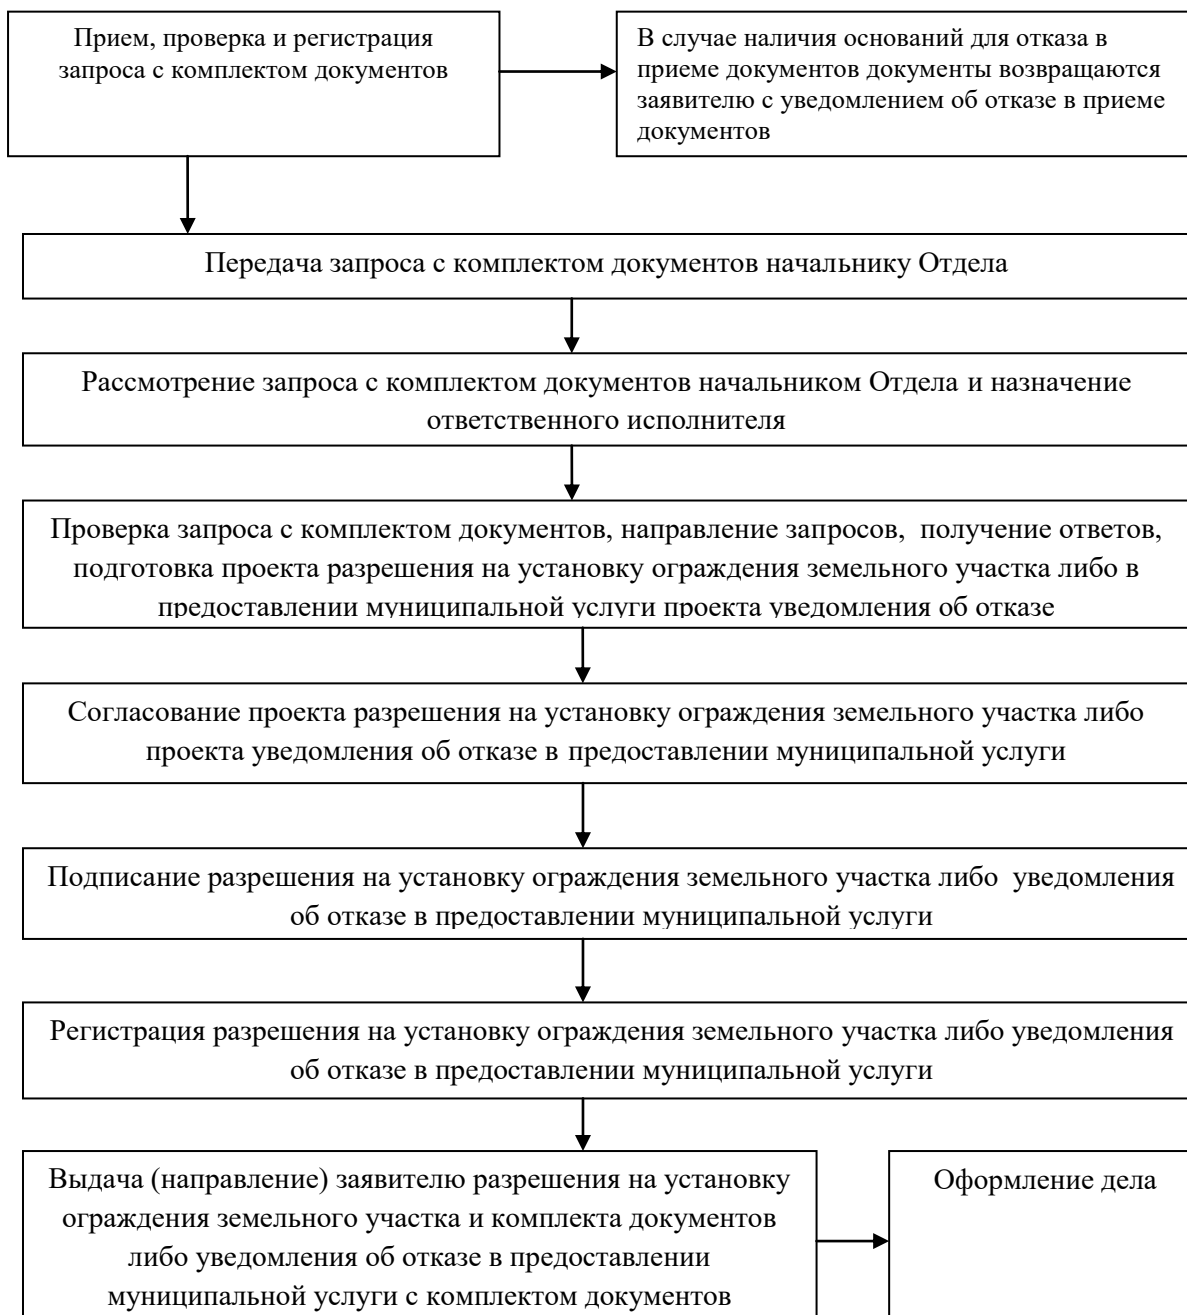 Прием, проверка и регистрация
запроса с комплектом документов
В случае наличия оснований для отказа в
приеме документов документы возвращаются
заявителю с уведомлением об отказе в приеме
документов
Передача запроса с комплектом документов начальнику Отдела
Рассмотрение запроса с комплектом документов начальником Отдела и назначение
ответственного исполнителя
Проверка запроса с комплектом документов, направление запросов, получение ответов,
подготовка проекта разрешения на установку ограждения земельного участка либо в
предоставлении муниципальной услуги проекта уведомления об отказе
Согласование проекта разрешения на установку ограждения земельного участка либо
проекта уведомления об отказе в предоставлении муниципальной услуги
Подписание разрешения на установку ограждения земельного участка либо уведомления
об отказе в предоставлении муниципальной услуги
Регистрация разрешения на установку ограждения земельного участка либо уведомления
об отказе в предоставлении муниципальной услуги
Выдача (направление) заявителю разрешения на установку
ограждения земельного участка и комплекта документов
либо уведомления об отказе в предоставлении
муниципальной услуги с комплектом документов
Оформление дела